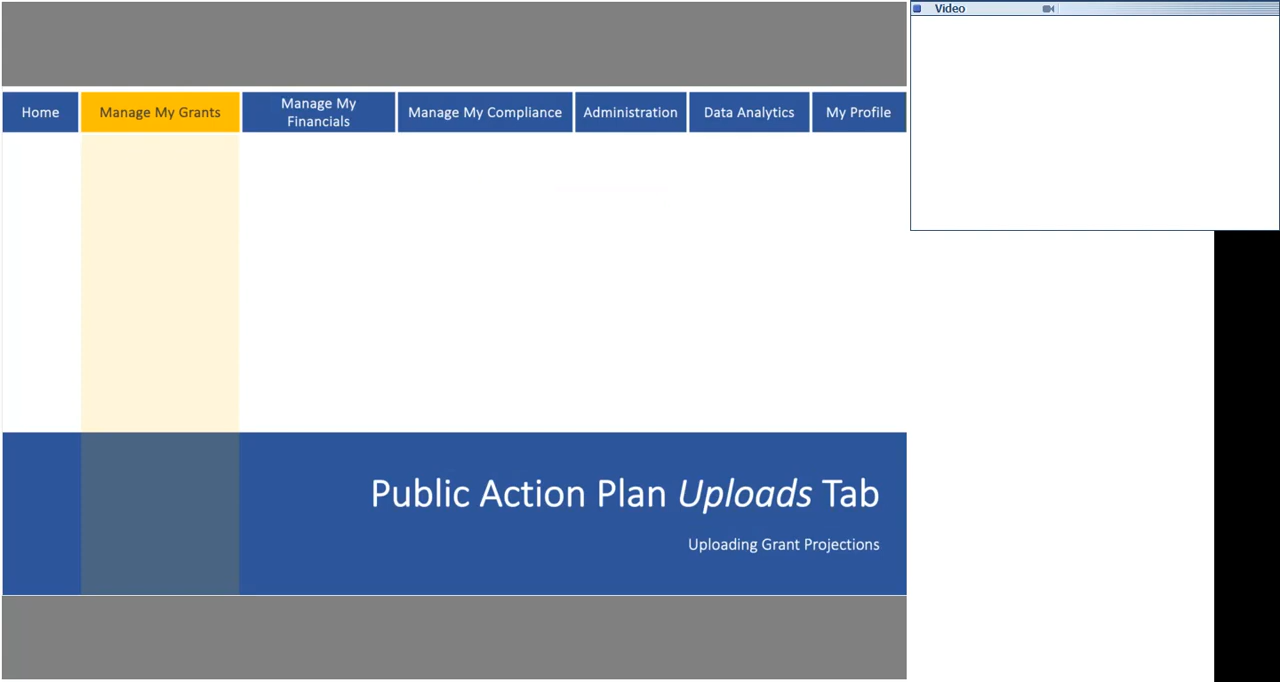 Video
Home
Manage My Grants
Manage My
Financials
Manage My Compliance
Administration
Data Analytics
My Profile
Public Action Plan Uploads Tab
Uploading Grant Projections